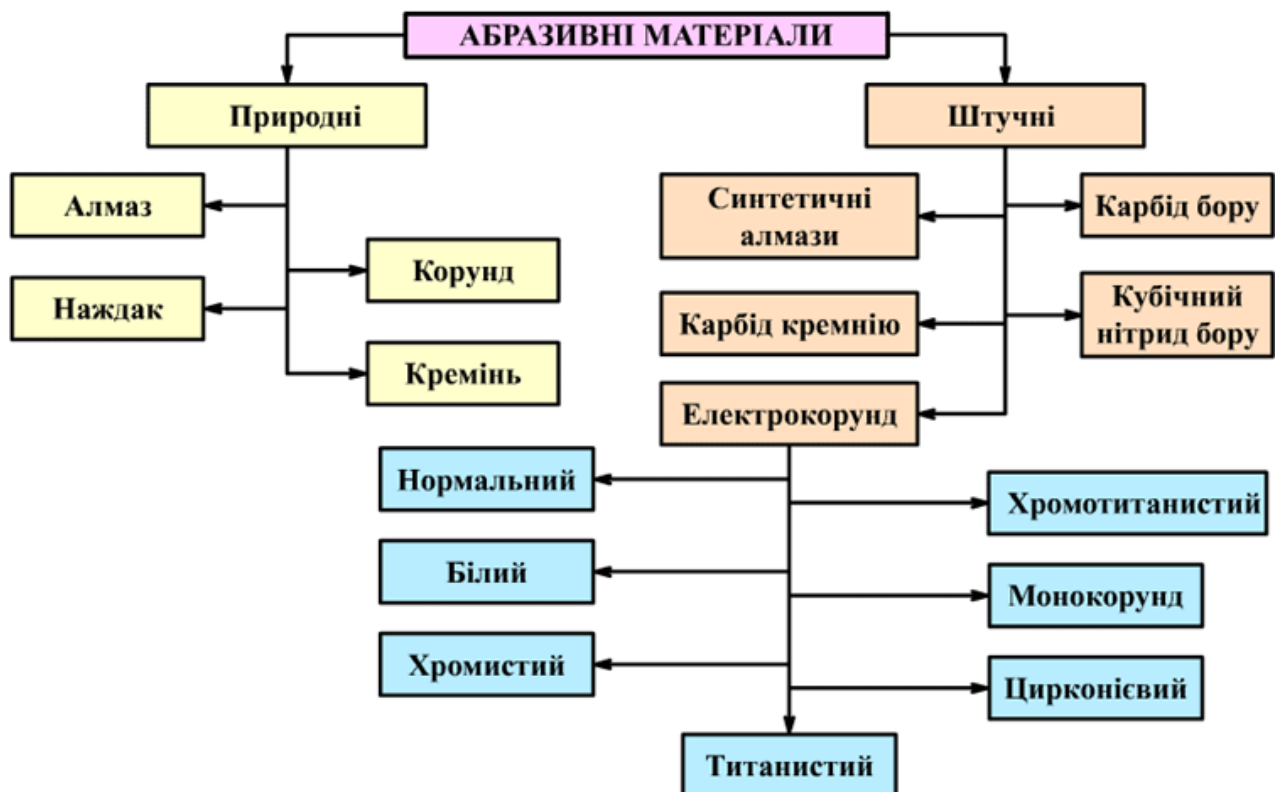 АБРАЗИВНІ МАТЕРІАЛИ
Природні
Штучні
Алмаз
Корунд
Наждак
Кремінь
Синтетичні
алмази
Карбід бору
Карбід кремнію
Кубічний
нітрид бору
Електрокорунд
Нормальний
Хромотитанистий
Білий
Монокорунд
Хромистий
Цирконієвий
Титанистий